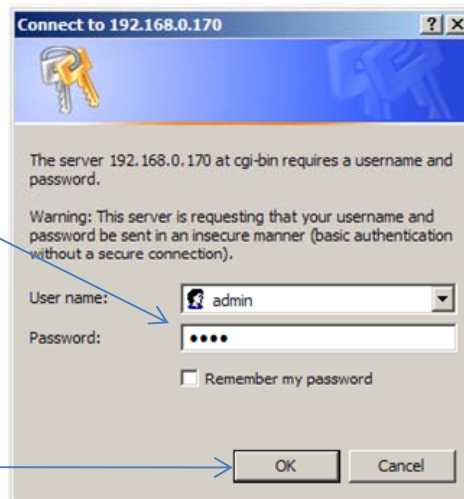 Connect to 192.168.0.170
The server 192.168.0.170 at cgi-bin requires a username and
password.
Warning: This server is requesting that your username and
password be sent in an insecure manner (basic authentication
without a secure connection).
User name:
admin
Password:
••••
Remember my password
OK
Cancel